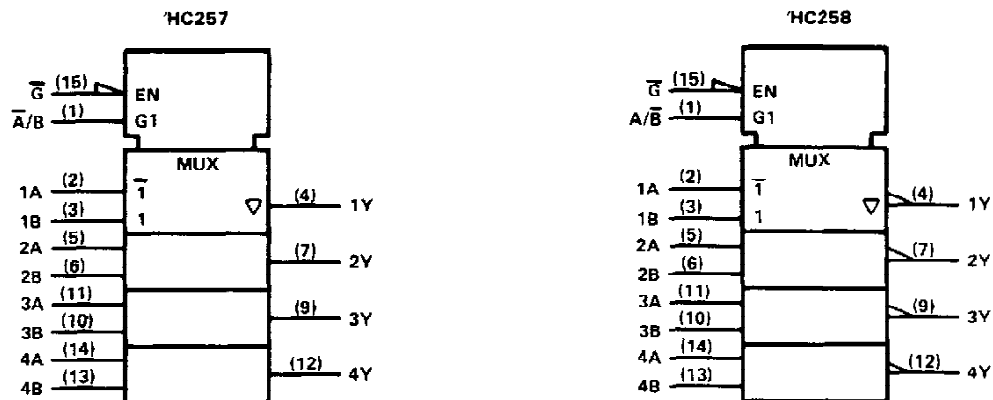 'HC257
G̅ (15) EN
A̅/B (1) G1
MUX
1A (2) 1̅
1B (3) 1
2A (5)
2B (6)
3A (11)
3B (10)
4A (14)
4B (13)
▽ (4) 1Y
(7) 2Y
(9) 3Y
(12) 4Y
'HC258
G̅ (15) EN
A/B̅ (1) G1
MUX
1A (2) 1̅
1B (3) 1
2A (5)
2B (6)
3A (11)
3B (10)
4A (14)
4B (13)
▽ (4) 1Y
(7) 2Y
(9) 3Y
(12) 4Y